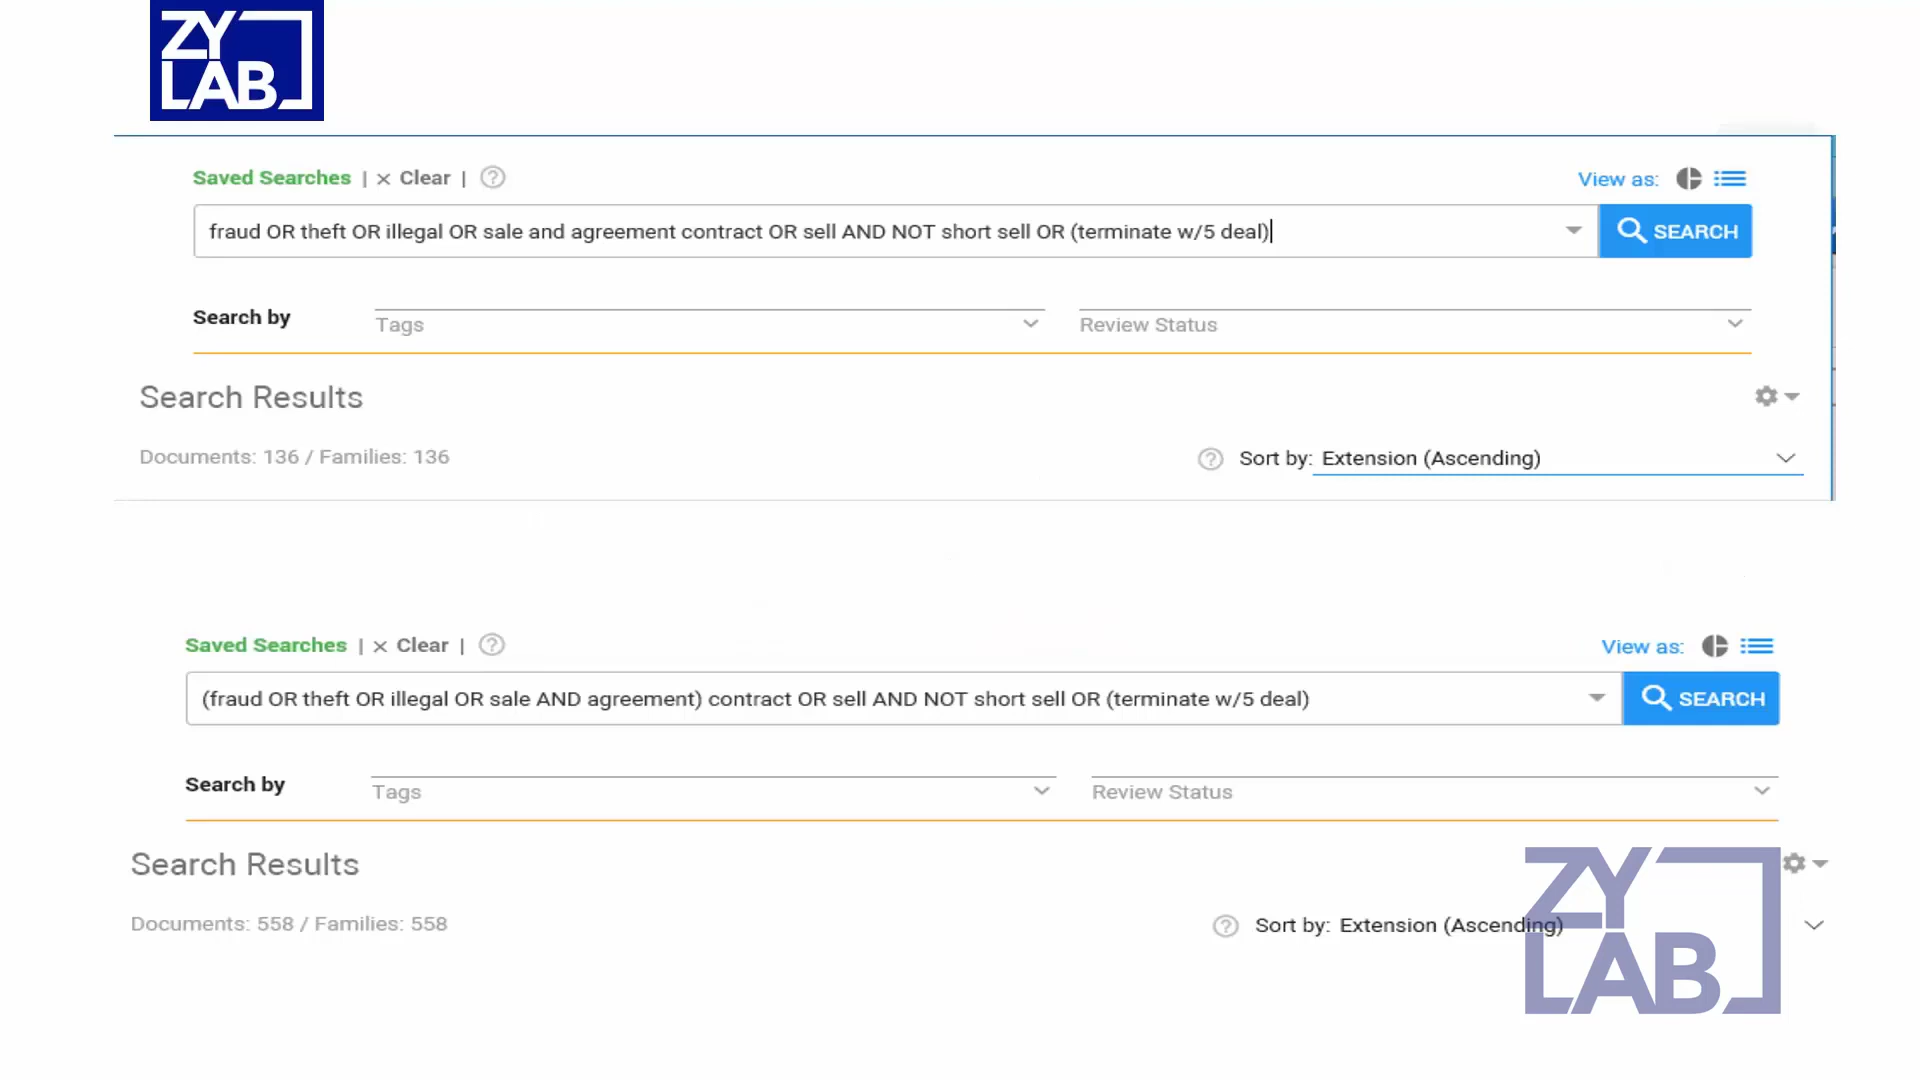 ZY
LAB
Saved Searches | × Clear | ?
View as:
fraud OR theft OR illegal OR sale and agreement contract OR sell AND NOT short sell OR (terminate w/5 deal)
SEARCH
Search by
Tags
Review Status
Search Results
Documents: 136 / Families: 136
? Sort by: Extension (Ascending)
Saved Searches | × Clear | ?
View as:
(fraud OR theft OR illegal OR sale AND agreement) contract OR sell AND NOT short sell OR (terminate w/5 deal)
SEARCH
Search by
Tags
Review Status
Search Results
Documents: 558 / Families: 558
? Sort by: Extension (Ascending)
ZY
LAB